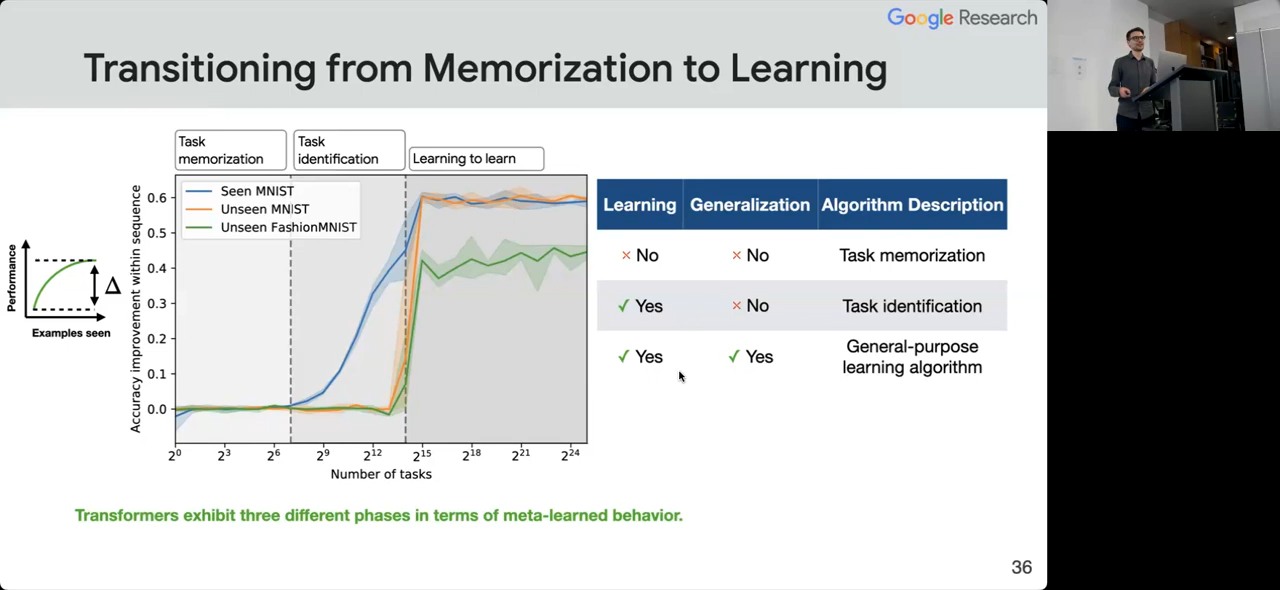 Google Research
Transitioning from Memorization to Learning
Task
memorization
Task
identification
Learning to learn
Seen MNIST
Unseen MNIST
Unseen FashionMNIST
Accuracy improvement within sequence
0.6
0.5
0.4
0.3
0.2
0.1
0.0
2⁰
2³
2⁶
2⁹
2¹²
2¹⁵
2¹⁸
2²¹
2²⁴
Number of tasks
Performance
Δ
Examples seen
Learning Generalization Algorithm Description
× No × No Task memorization
✓ Yes × No Task identification
✓ Yes ✓ Yes General-purpose
learning algorithm
Transformers exhibit three different phases in terms of meta-learned behavior.
36